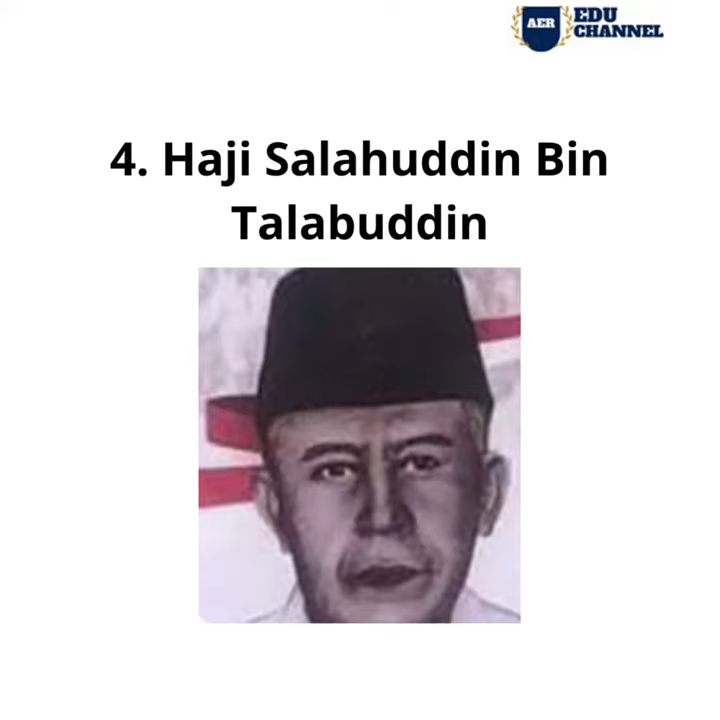 AER
EDU
CHANNEL
4. Haji Salahuddin Bin
Talabuddin